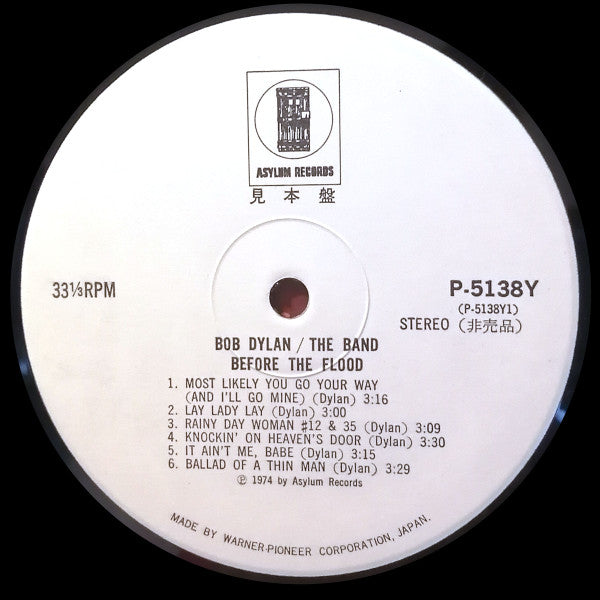 ASYLUM RECORDS
見本盤
33⅓RPM
P-5138Y
(P-5138Y1)
STEREO (非売品)
BOB DYLAN / THE BAND
BEFORE THE FLOOD
1. MOST LIKELY YOU GO YOUR WAY
(AND I'LL GO MINE) (Dylan) 3:16
2. LAY LADY LAY (Dylan) 3:00
3. RAINY DAY WOMAN ♯12 & 35 (Dylan) 3:09
4. KNOCKIN' ON HEAVEN'S DOOR (Dylan) 3:30
5. IT AIN'T ME, BABE (Dylan) 3:15
6. BALLAD OF A THIN MAN (Dylan) 3:29
℗ 1974 by Asylum Records
MADE BY WARNER-PIONEER CORPORATION, JAPAN.